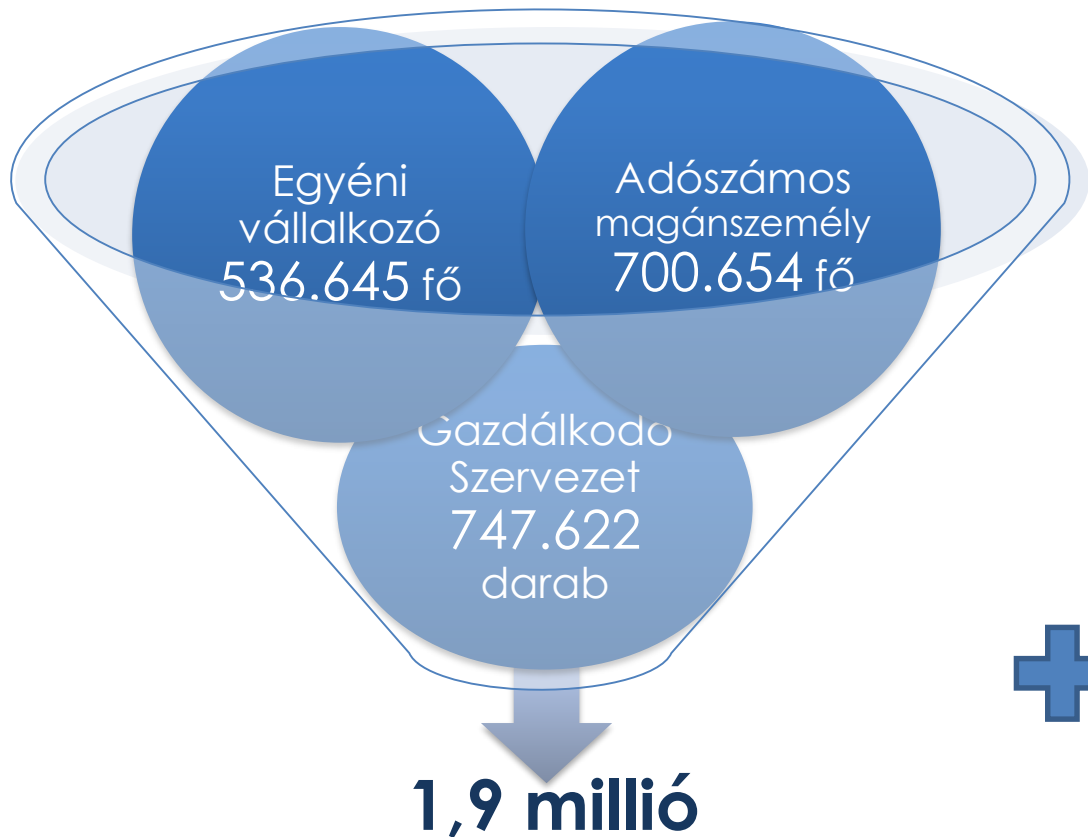 Egyéni
vállalkozó
536.645 fő
Adószámos
magánszemély
700.654 fő
Gazdálkodó
Szervezet
747.622
darab
1,9 millió